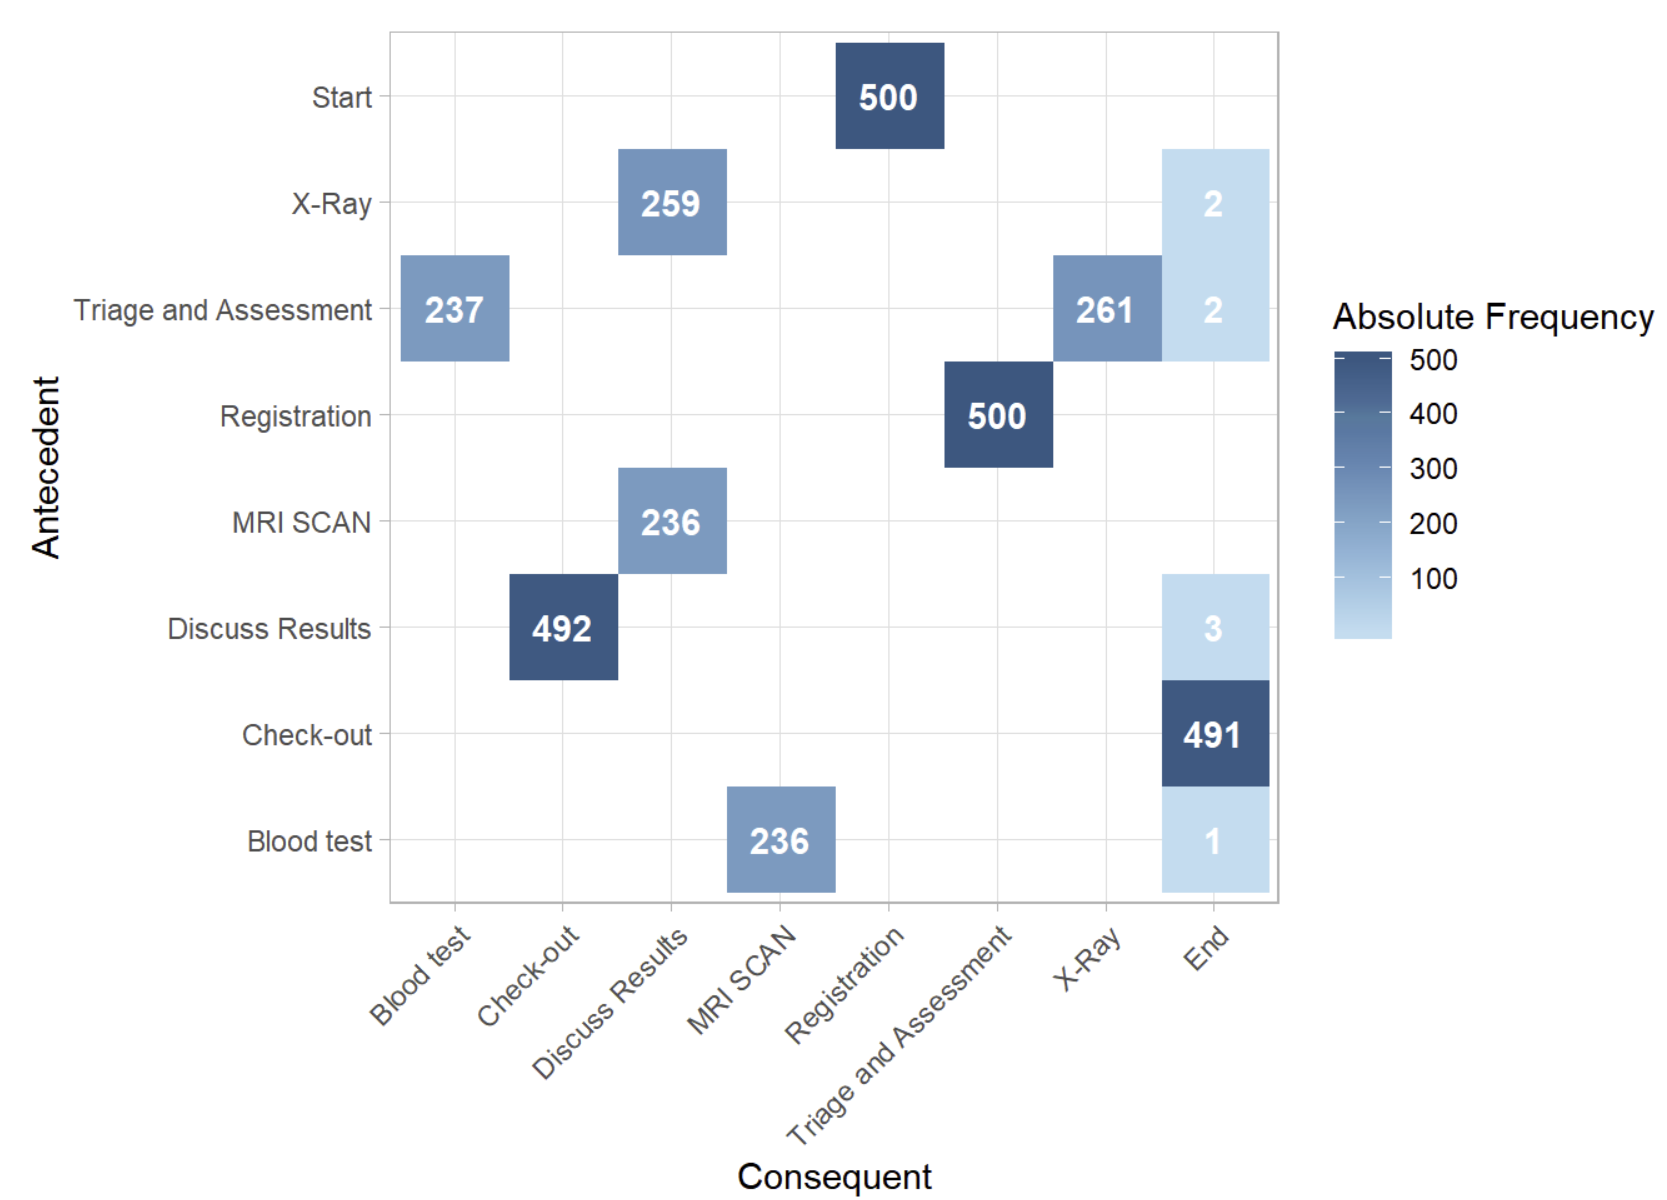 Start
500
X-Ray
259
2
Triage and Assessment
237
261
2
Registration
500
MRI SCAN
236
Discuss Results
492
3
Check-out
491
Blood test
236
1
Antecedent
Blood test
Check-out
Discuss Results
MRI SCAN
Registration
Triage and Assessment
X-Ray
End
Consequent
Absolute Frequency
500
400
300
200
100